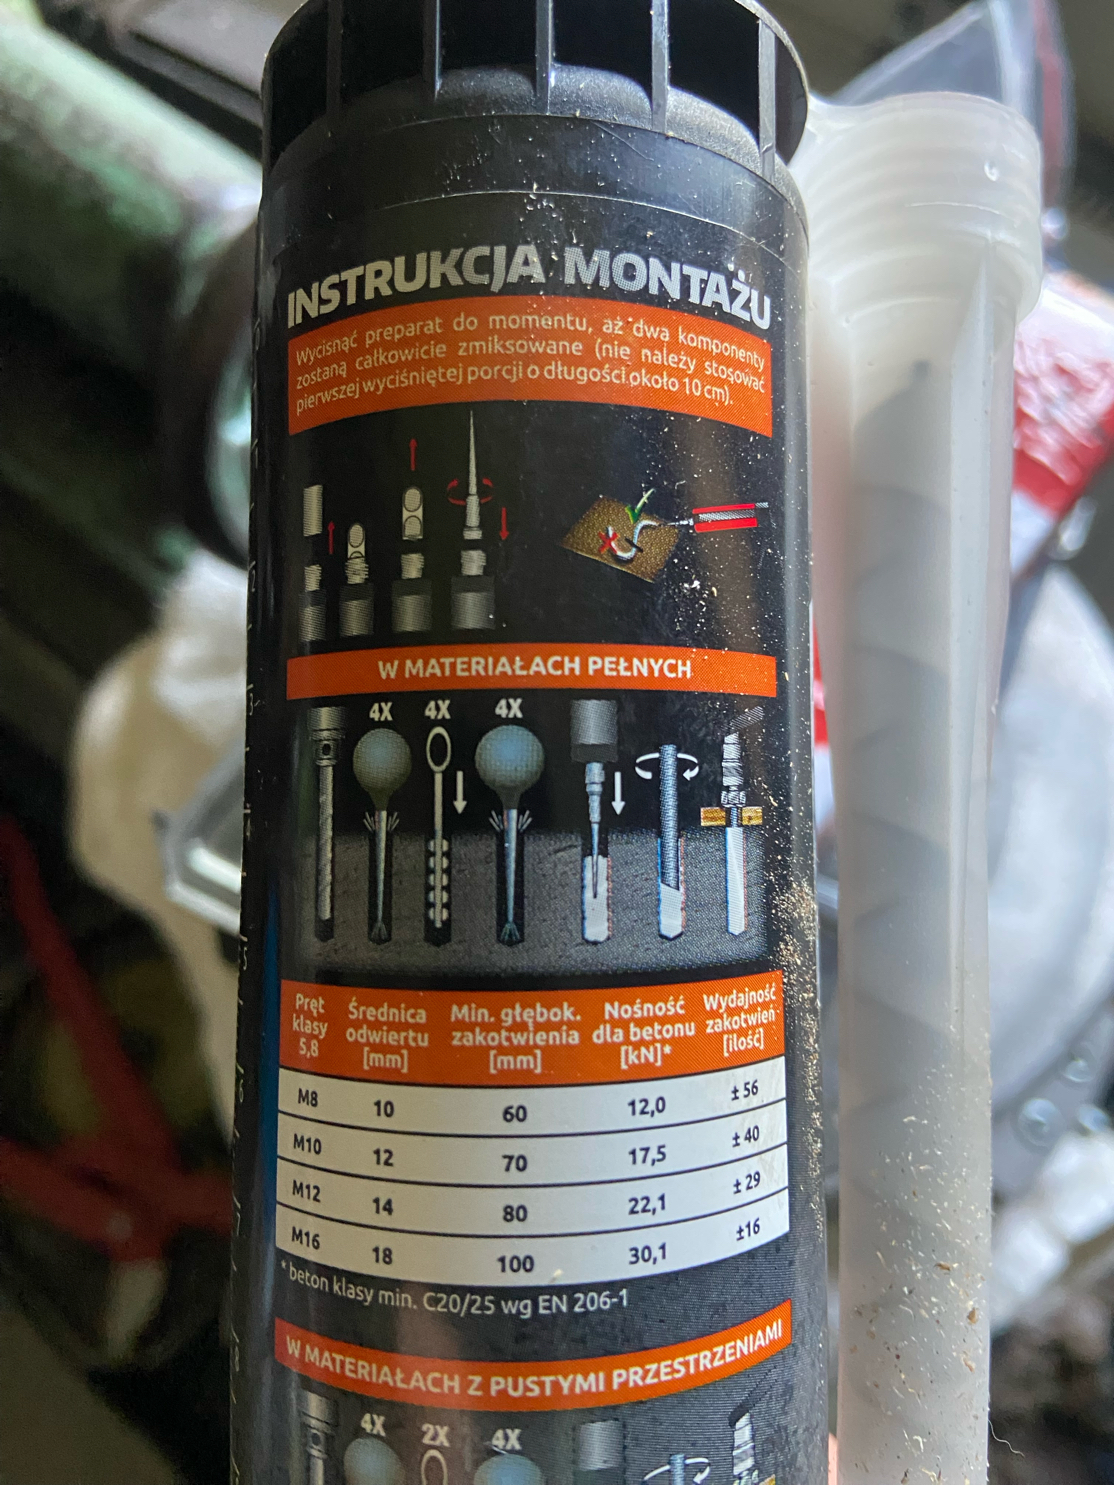 INSTRUKCJA MONTAŻU
Wycisnąć preparat do momentu, aż dwa komponenty
zostaną całkowicie zmiksowane (nie należy stosować
pierwszej wyciśniętej porcji o długości około 10 cm).
W MATERIAŁACH PEŁNYCH
4X 4X 4X
Pręt klasy 5,8 Średnica odwiertu [mm] Min. głębok. zakotwienia [mm] Nośność dla betonu [kN]* Wydajność zakotwień [ilość]
M8 10 60 12,0 ± 56
M10 12 70 17,5 ± 40
M12 14 80 22,1 ± 29
M16 18 100 30,1 ±16
* beton klasy min. C20/25 wg EN 206-1
W MATERIAŁACH Z PUSTYMI PRZESTRZENIAMI
4X 2X 4X